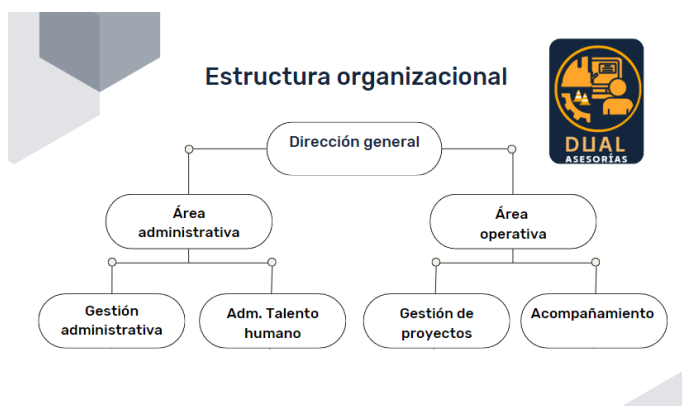 Estructura organizacional
DUAL
ASESORÍAS
Dirección general
Área
administrativa
Área
operativa
Gestión
administrativa
Adm. Talento
humano
Gestión de
proyectos
Acompañamiento